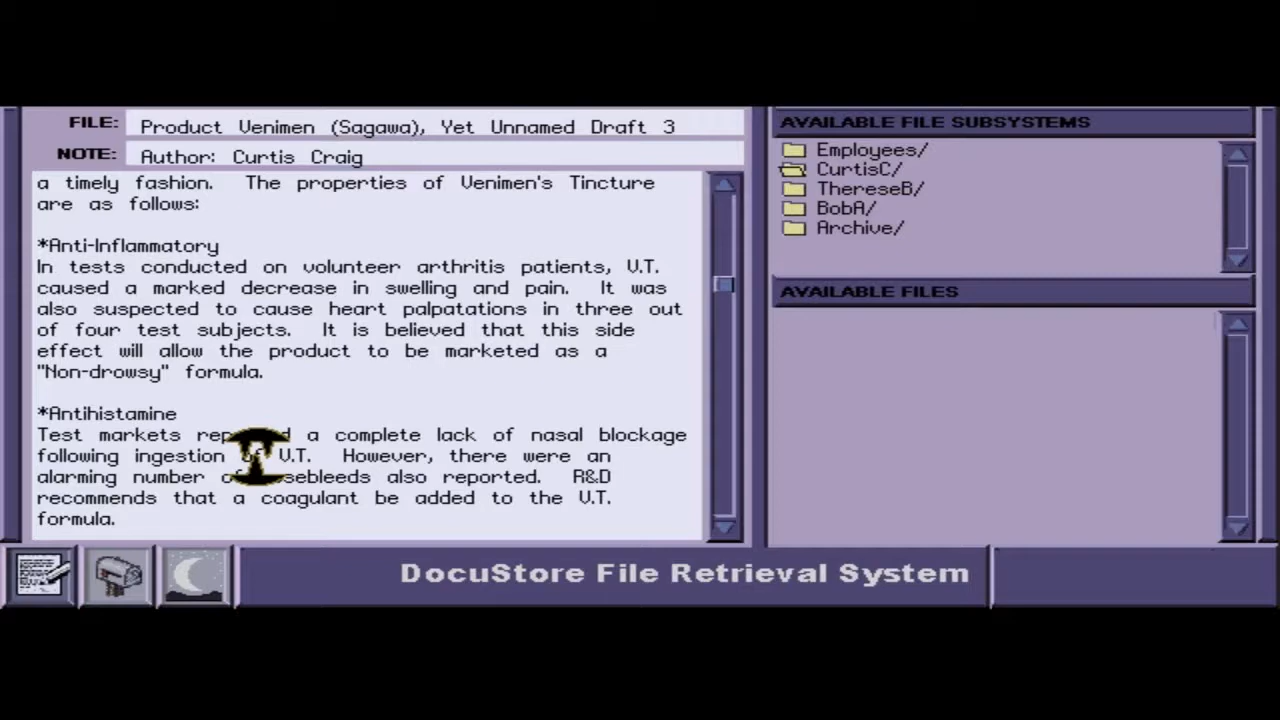 FILE: Product Venimen (Sagawa), Yet Unnamed Draft 3
NOTE: Author: Curtis Craig
a timely fashion. The properties of Venimen's Tincture
are as follows:
*Anti-Inflammatory
In tests conducted on volunteer arthritis patients, V.T.
caused a marked decrease in swelling and pain. It was
also suspected to cause heart palpatations in three out
of four test subjects. It is believed that this side
effect will allow the product to be marketed as a
"Non-drowsy" formula.
*Antihistamine
Test markets a complete lack of nasal blockage
following ingestion of V.T. However, there were an
alarming number also reported. R&D
recommends that a coagulant be added to the V.T.
formula.
AVAILABLE FILE SUBSYSTEMS
Employees/
CurtisC/
ThereseB/
BobA/
Archive/
AVAILABLE FILES
DocuStore File Retrieval System